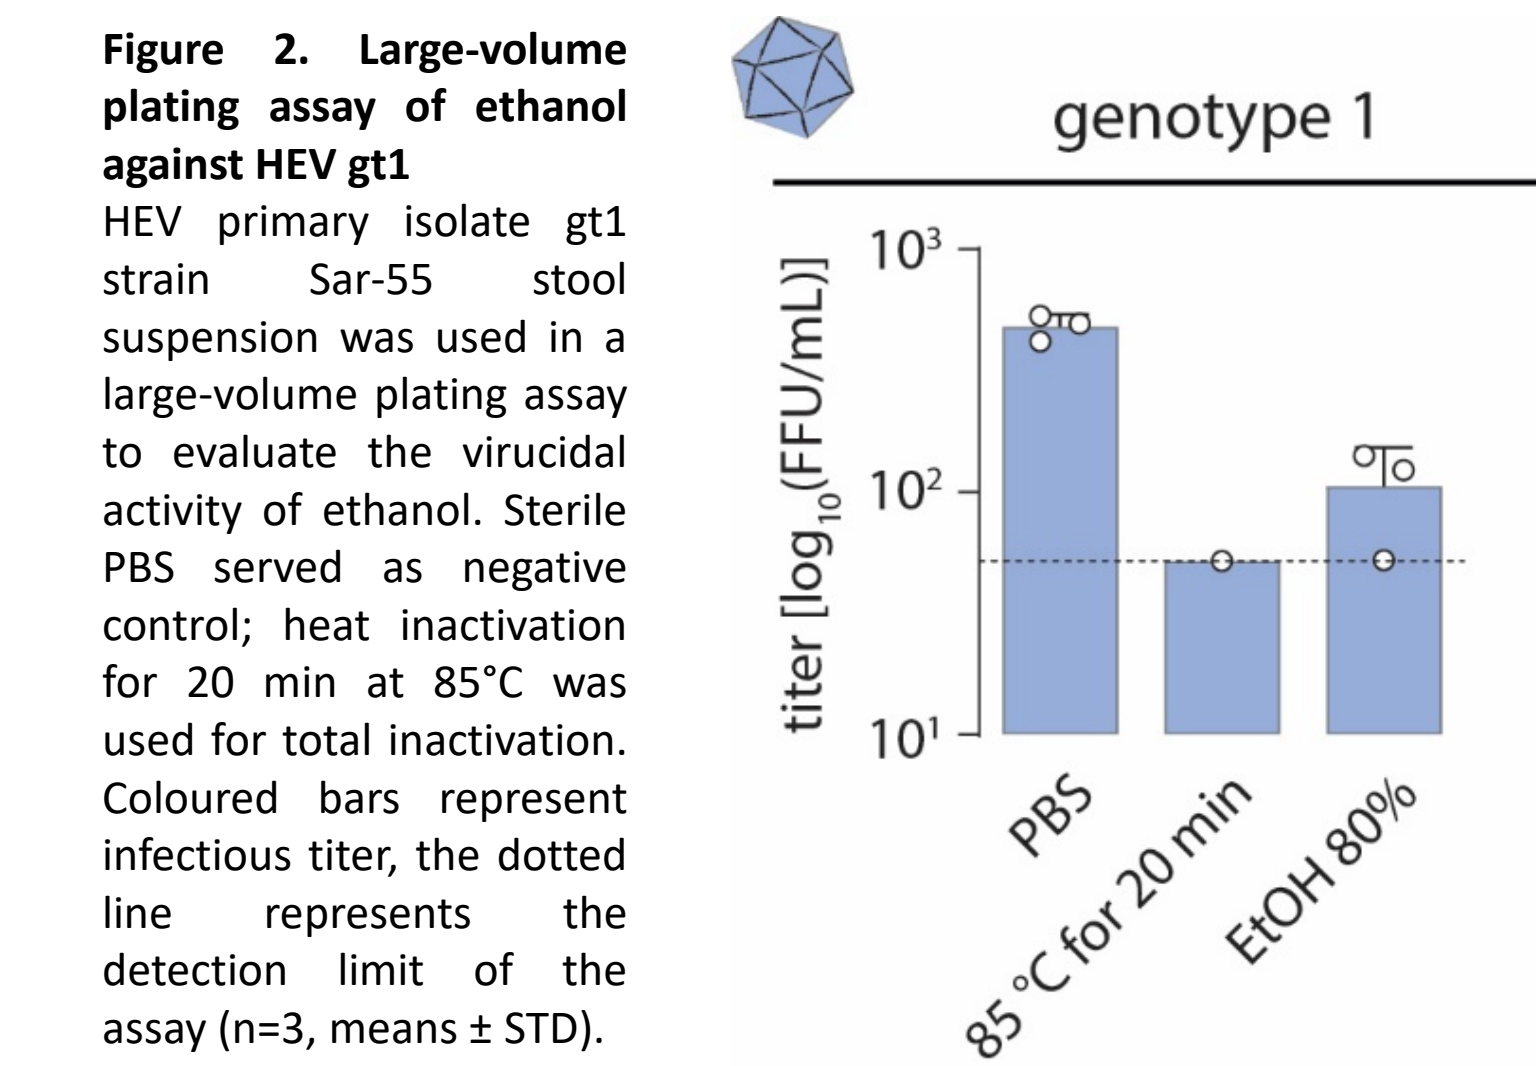 Figure 2. Large-volume
plating assay of ethanol
against HEV gt1
HEV primary isolate gt1
strain Sar-55 stool
suspension was used in a
large-volume plating assay
to evaluate the virucidal
activity of ethanol. Sterile
PBS served as negative
control; heat inactivation
for 20 min at 85°C was
used for total inactivation.
Coloured bars represent
infectious titer, the dotted
line represents the
detection limit of the
assay (n=3, means ± STD).
genotype 1
titer [log₁₀(FFU/mL)]
10³
10²
10¹
PBS
85 °C for 20 min
EtOH 80%